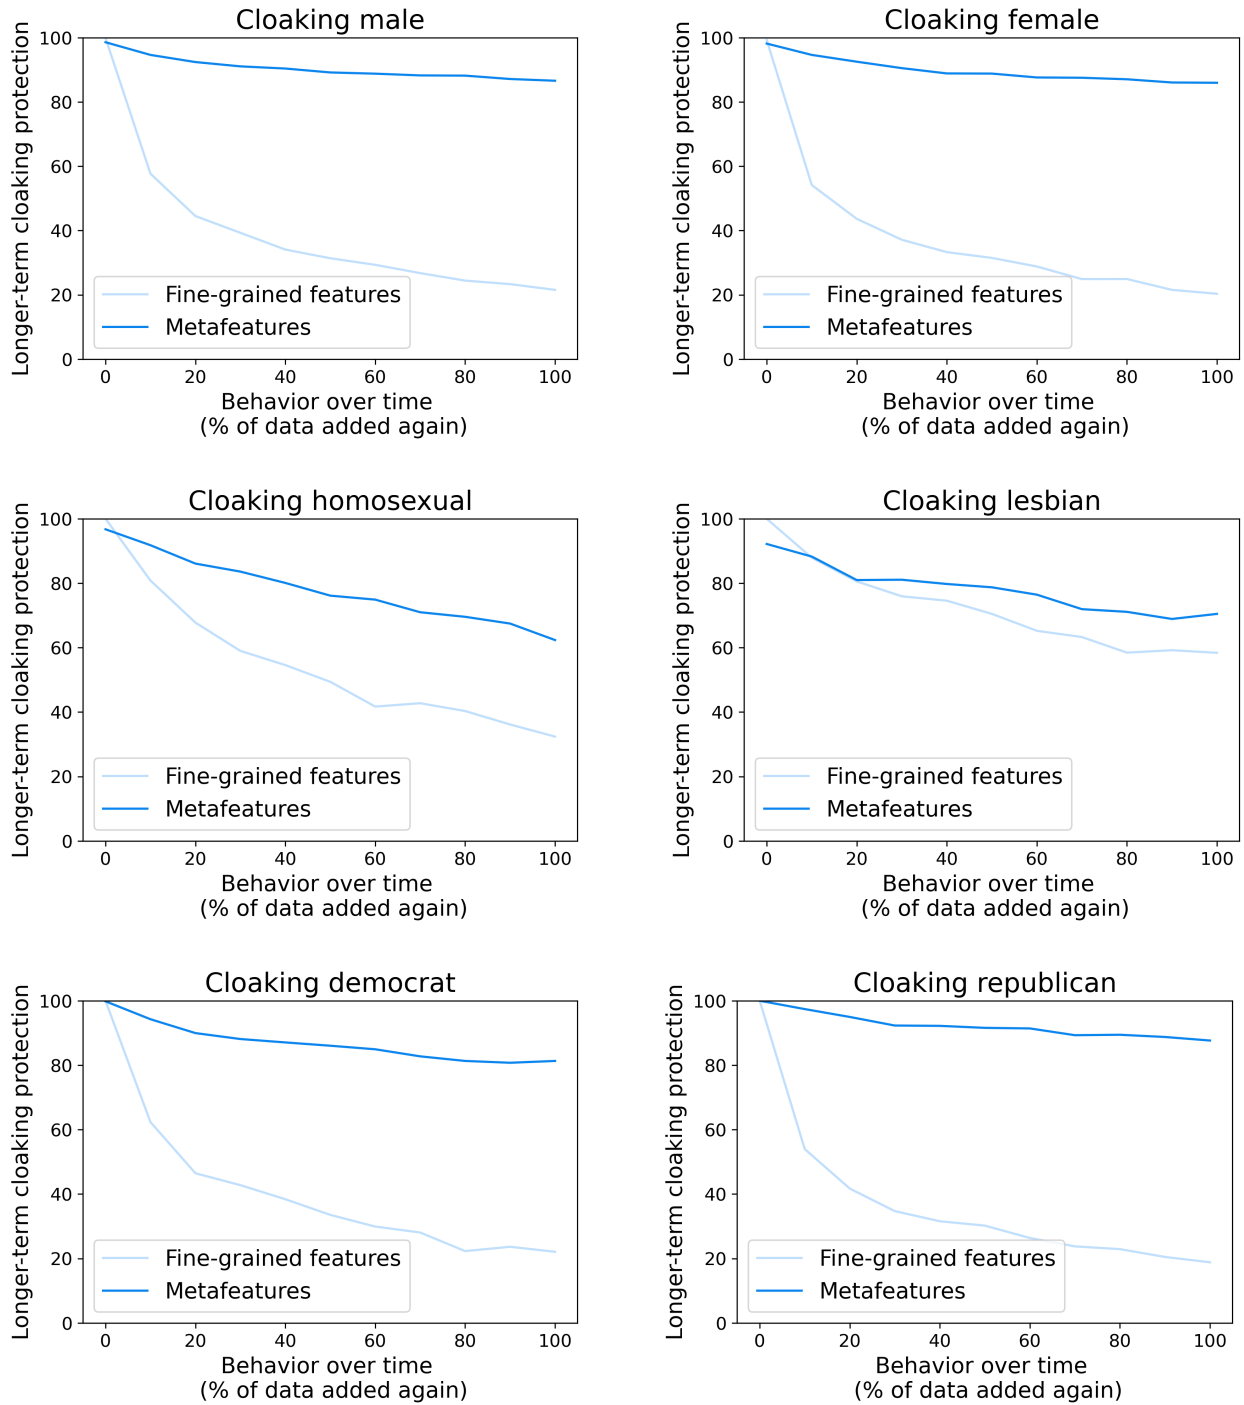 Cloaking male
Longer-term cloaking protection
100
80
60
40
20
0
Fine-grained features
Metafeatures
0 20 40 60 80 100
Behavior over time
(% of data added again)
Cloaking female
Longer-term cloaking protection
100
80
60
40
20
0
Fine-grained features
Metafeatures
0 20 40 60 80 100
Behavior over time
(% of data added again)
Cloaking homosexual
Longer-term cloaking protection
100
80
60
40
20
0
Fine-grained features
Metafeatures
0 20 40 60 80 100
Behavior over time
(% of data added again)
Cloaking lesbian
Longer-term cloaking protection
100
80
60
40
20
0
Fine-grained features
Metafeatures
0 20 40 60 80 100
Behavior over time
(% of data added again)
Cloaking democrat
Longer-term cloaking protection
100
80
60
40
20
0
Fine-grained features
Metafeatures
0 20 40 60 80 100
Behavior over time
(% of data added again)
Cloaking republican
Longer-term cloaking protection
100
80
60
40
20
0
Fine-grained features
Metafeatures
0 20 40 60 80 100
Behavior over time
(% of data added again)